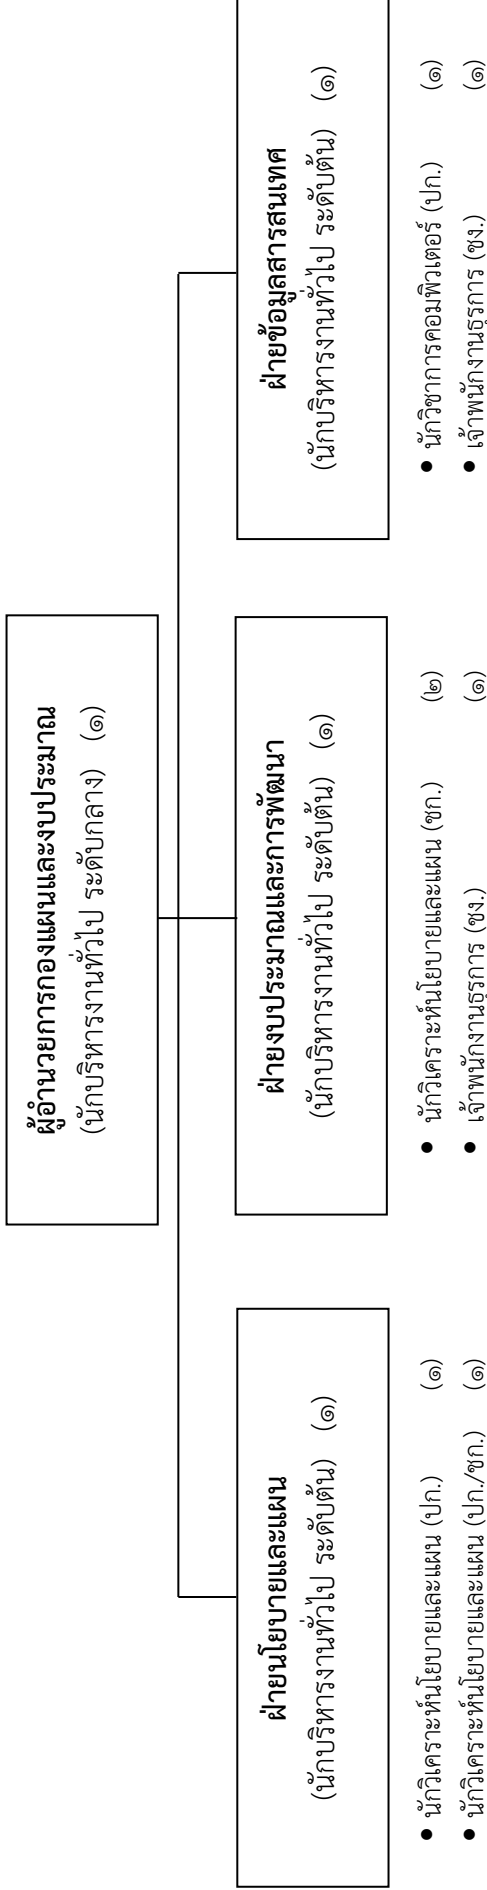 ผู้อำนวยการกองแผนและงบประมาณ
(นักบริหารงานทั่วไป ระดับกลาง) (๑)
ฝ่ายนโยบายและแผน
(นักบริหารงานทั่วไป ระดับต้น) (๑)
• นักวิเคราะห์นโยบายและแผน (ปก.) (๑)
• นักวิเคราะห์นโยบายและแผน (ปก./ชก.) (๑)
ฝ่ายงบประมาณและการพัฒนา
(นักบริหารงานทั่วไป ระดับต้น) (๑)
• นักวิเคราะห์นโยบายและแผน (ชก.) (๒)
• เจ้าพนักงานธุรการ (ชง.) (๑)
ฝ่ายข้อมูลสารสนเทศ
(นักบริหารงานทั่วไป ระดับต้น) (๑)
• นักวิชาการคอมพิวเตอร์ (ปก.) (๑)
• เจ้าพนักงานธุรการ (ชง.) (๑)